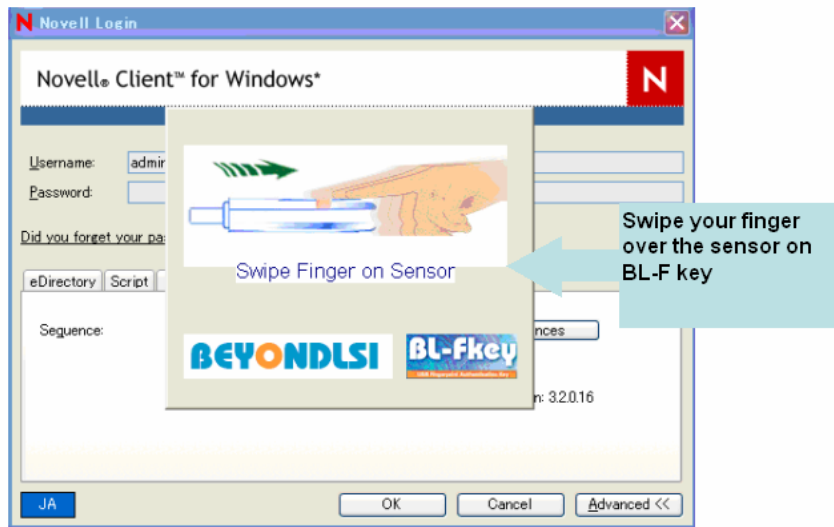 Novell Login
Novell® Client™ for Windows*
N
Username: admin
Password:
Did you forget your pa
Swipe Finger on Sensor
Swipe your finger
over the sensor on
BL-F key
eDirectory Script
Sequence: nces
BEYONDLSI BL-Fkey
n: 3.2.0.16
JA OK Cancel Advanced <<